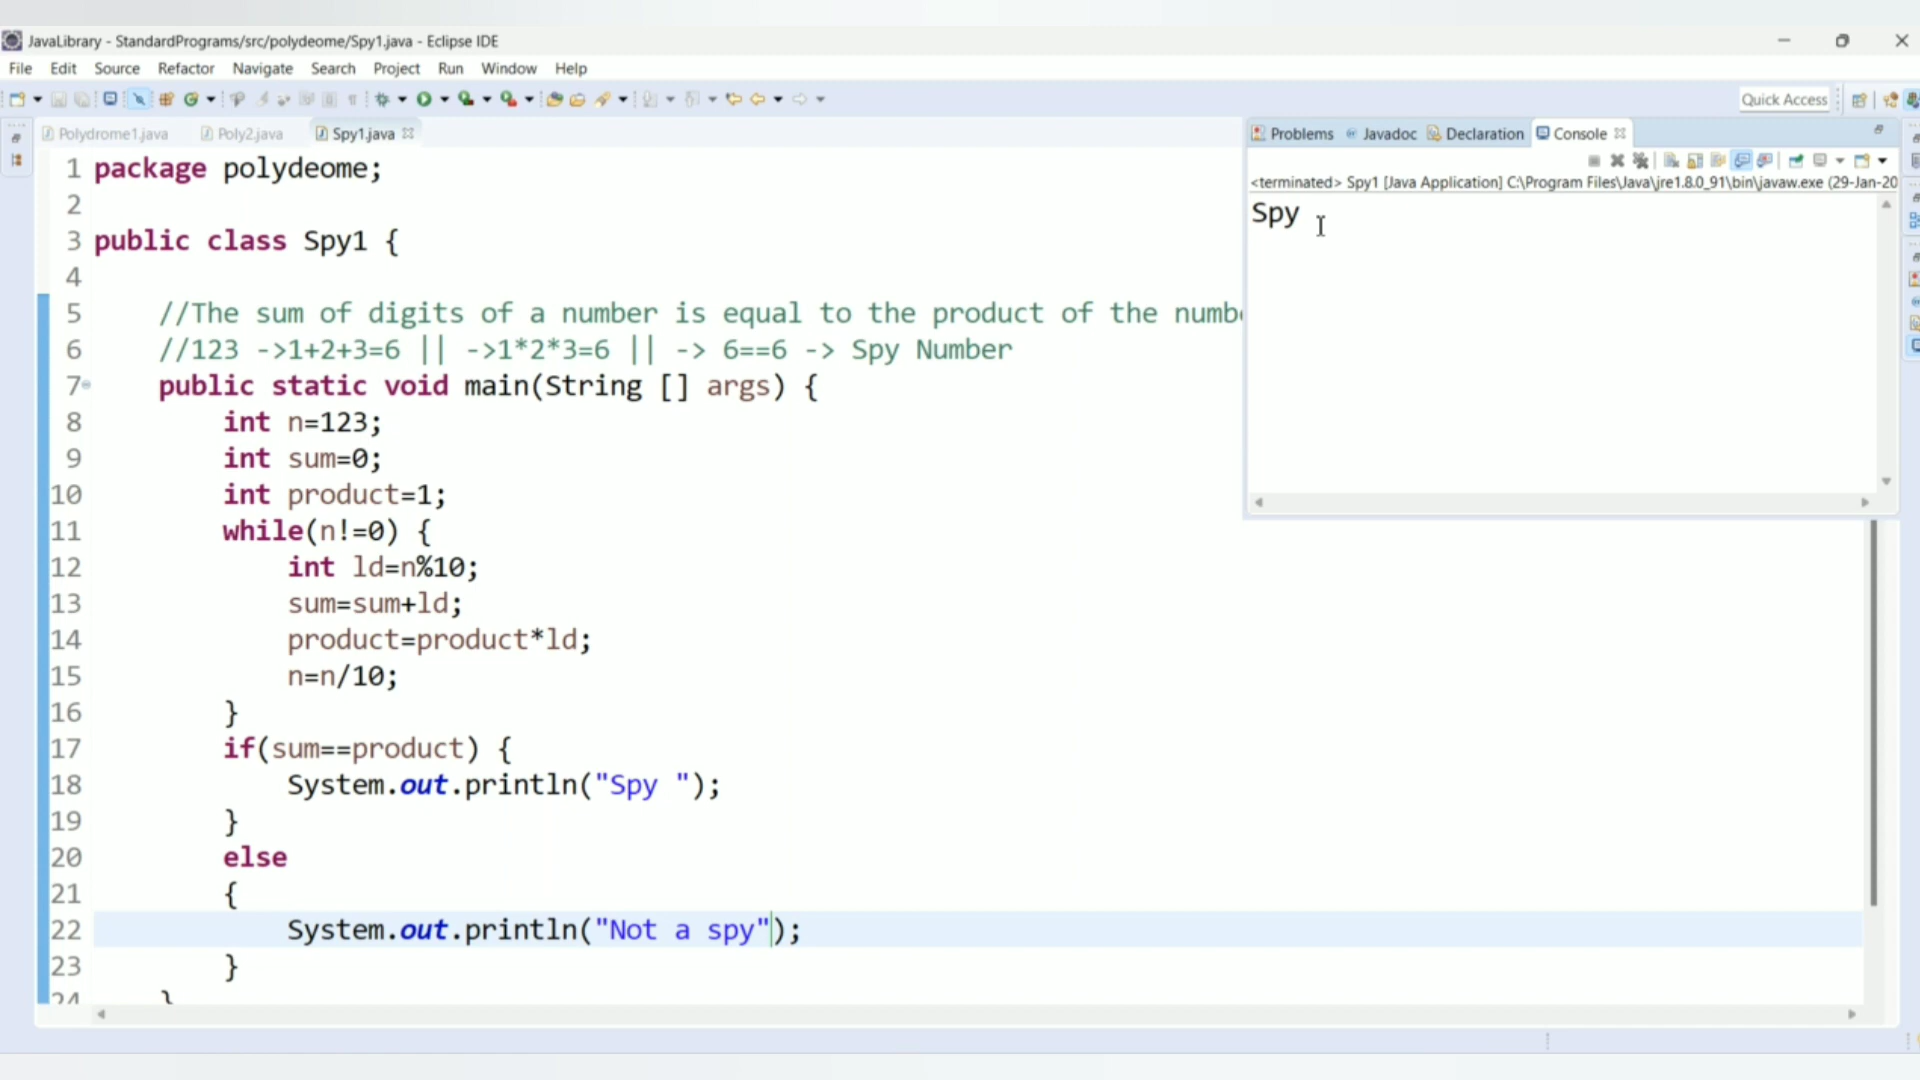 JavaLibrary - StandardPrograms/src/polydeome/Spy1.java - Eclipse IDE
File Edit Source Refactor Navigate Search Project Run Window Help
Quick Access
Polydrome1.java Poly2.java Spy1.java
Problems Javadoc Declaration Console
<terminated> Spy1 [Java Application] C:\Program Files\Java\jre1.8.0_91\bin\javaw.exe (29-Jan-20
Spy
1 package polydeome;
2
3 public class Spy1 {
4
5 //The sum of digits of a number is equal to the product of the numb
6 //123 ->1+2+3=6 || ->1*2*3=6 || -> 6==6 -> Spy Number
7 public static void main(String [] args) {
8 int n=123;
9 int sum=0;
10 int product=1;
11 while(n!=0) {
12 int ld=n%10;
13 sum=sum+ld;
14 product=product*ld;
15 n=n/10;
16 }
17 if(sum==product) {
18 System.out.println("Spy ");
19 }
20 else
21 {
22 System.out.println("Not a spy");
23 }
24 }